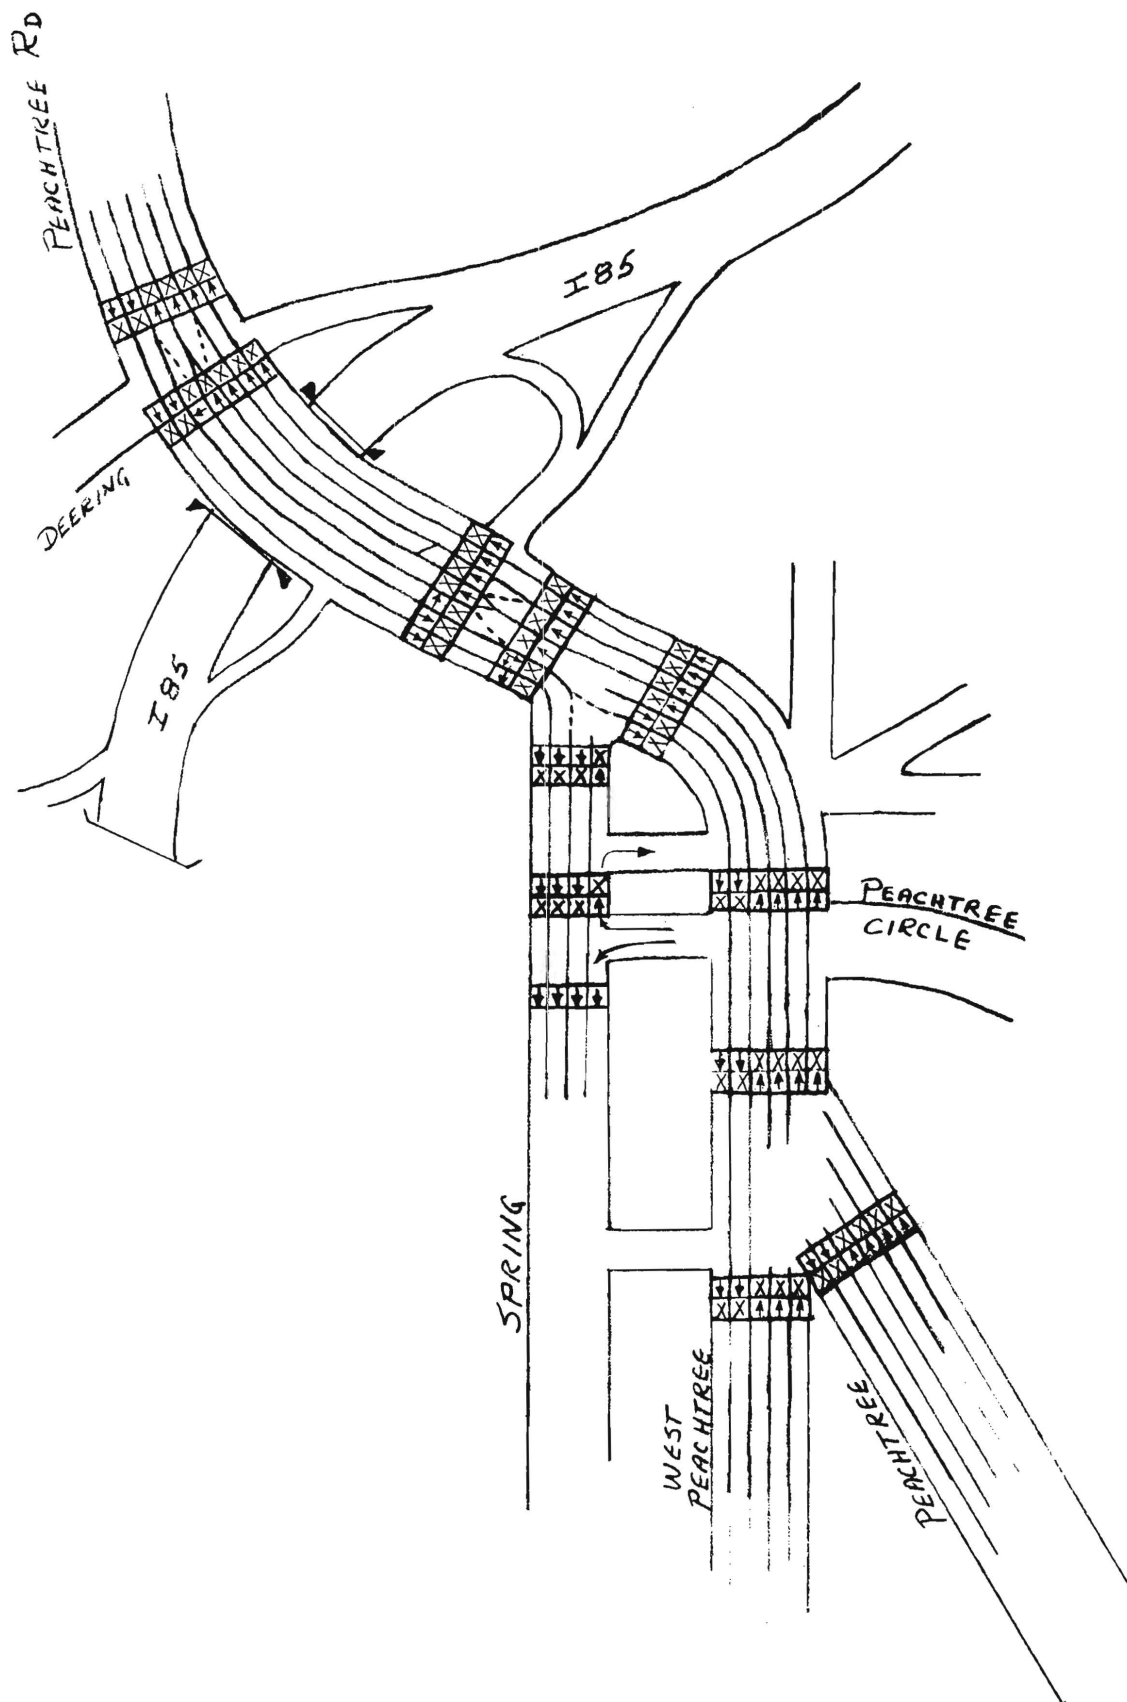 PEACHTREE RD
I85
DEERING
I85
PEACHTREE
CIRCLE
SPRING
WEST
PEACHTREE
PEACHTREE